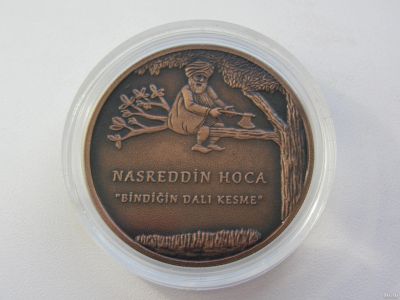 NASREDDİN HOCA
"BİNDİĞİN DALI KESME"